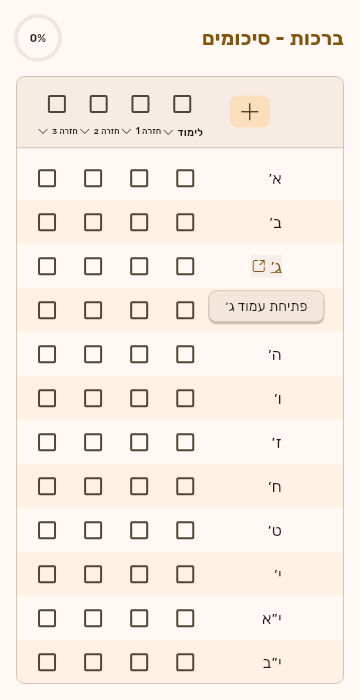 ברכות - סיכומים
0%
לימוד חזרה 1 חזרה 2 חזרה 3
א׳
ב׳
ג׳
פתיחת עמוד ג׳
ה׳
ו׳
ז׳
ח׳
ט׳
י׳
י״א
י״ב